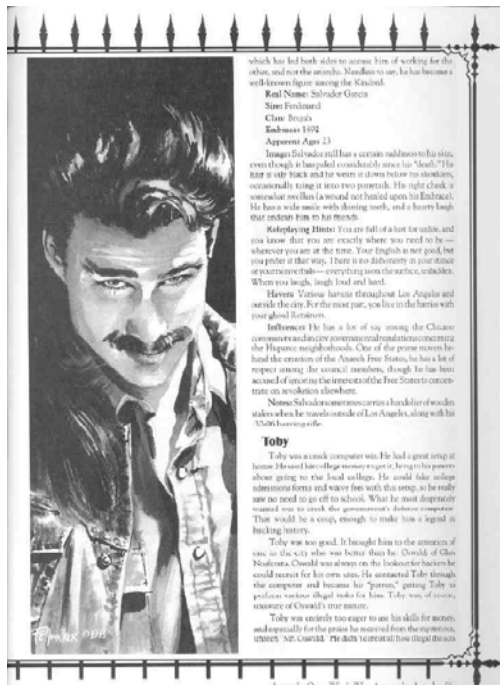 which has led both sides to accuse him of working for the
other, and not the anarchs. Needless to say, he has become a
well-known figure among the Kindred.
Real Name: Salvador Garcia
Sire: Ferdinand
Clan: Brujah
Embrace: 1892
Apparent Age: 23
Image: Salvador still has a certain ruddiness to his skin,
even though it has paled considerably since his "death." His
hair is silky black and he wears it down below his shoulders,
occasionally tying it into two ponytails. His right cheek is
somewhat swollen (a wound not healed upon his Embrace).
He has a wide smile with shining teeth, and a hearty laugh
that endears him to his friends.
Roleplaying Hints: You are full of a lust for unlife, and
you know that you are exactly where you need to be —
wherever you are at the time. Your English is not good, but
you prefer it that way. There is no dishonesty in your stance
or your nonverbals — everything is on the surface, unhidden.
When you laugh, laugh loud and hard.
Haven: Various havens throughout Los Angeles and
outside the city. For the most part, you live in the barrios with
your ghoul Retainers.
Influence: He has a lot of say among the Chicano
community and in city governmental regulations concerning
the Hispanic neighborhoods. One of the prime movers be-
hind the creation of the Anarch Free States, he has a lot of
respect among the council members, though he has been
accused of ignoring the interests of the Free States to concen-
trate on revolution elsewhere.
Notes: Salvador sometimes carries a bandolier of wooden
stakes when he travels outside of Los Angeles, along with his
.30-06 hunting rifle.
Toby
Toby was a crack computer wiz. He had a great setup at
home. He used his college money to get it, lying to his parents
about going to the local college. He could fake college
admissions forms and waive fees with this setup, so he really
saw no need to go off to school. What he most desperately
wanted was to crack the government's defense computer.
That would be a coup, enough to make him a legend in
hacking history.
Toby was too good. It brought him to the attention of
one in the city who was better than he: Oswald, of Clan
Nosferatu. Oswald was always on the lookout for hackers he
could recruit for his own uses. He contacted Toby through
the computer and became his "patron," getting Toby to
perform various illegal tasks for him. Toby was, of course,
unaware of Oswald's true nature.
Toby was entirely too eager to use his skills for money,
and especially for the praise he received from the mysterious,
unseen "Mr. Oswald." He didn't care at all how illegal the